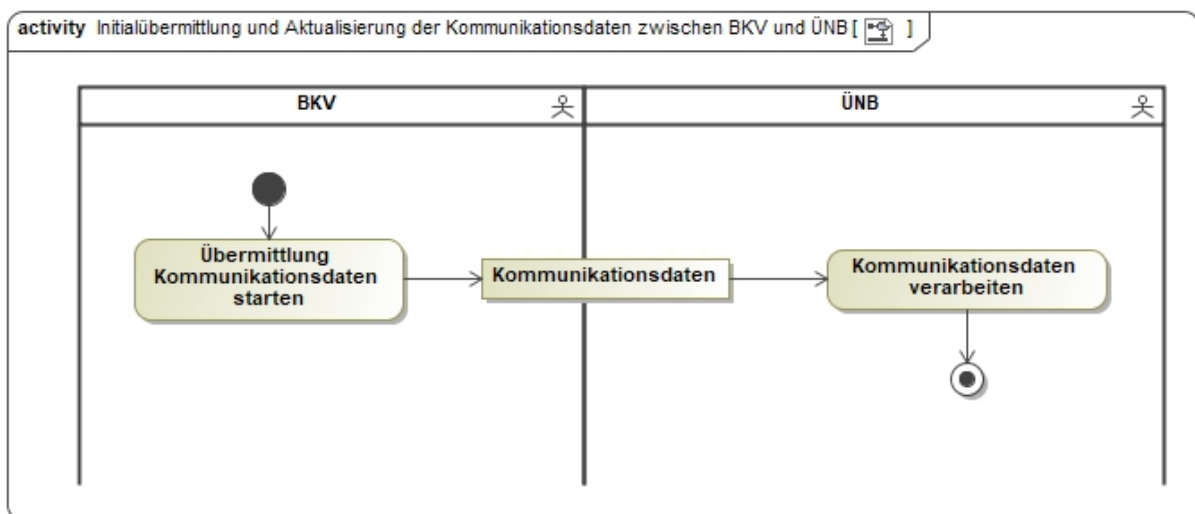 activity Initialübermittlung und Aktualisierung der Kommunikationsdaten zwischen BKV und ÜNB [ ]
BKV
ÜNB
Übermittlung
Kommunikationsdaten
starten
Kommunikationsdaten
Kommunikationsdaten
verarbeiten